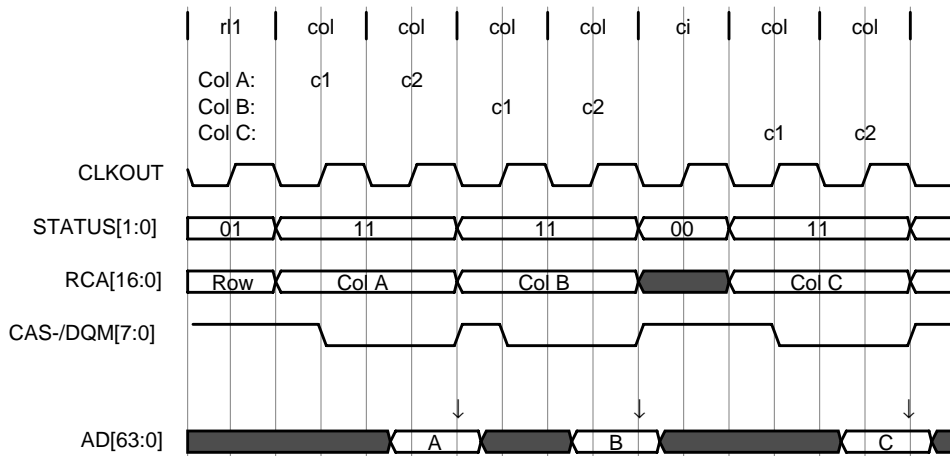 rl1 col col col col ci col col
Col A: c1 c2
Col B: c1 c2
Col C: c1 c2
CLKOUT
STATUS[1:0] 01 11 11 00 11
RCA[16:0] Row Col A Col B Col C
CAS-/DQM[7:0]
AD[63:0] A B C